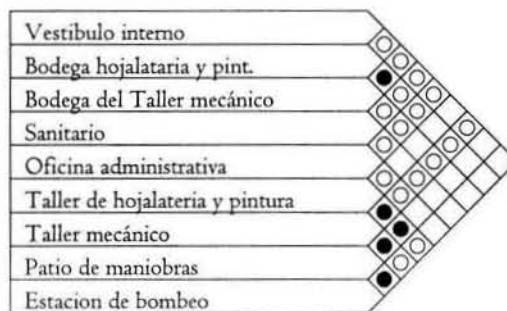 Vestíbulo interno
Bodega hojalataria y pint.
Bodega del Taller mecánico
Sanitario
Oficina administrativa
Taller de hojalateria y pintura
Taller mecánico
Patio de maniobras
Estacion de bombeo